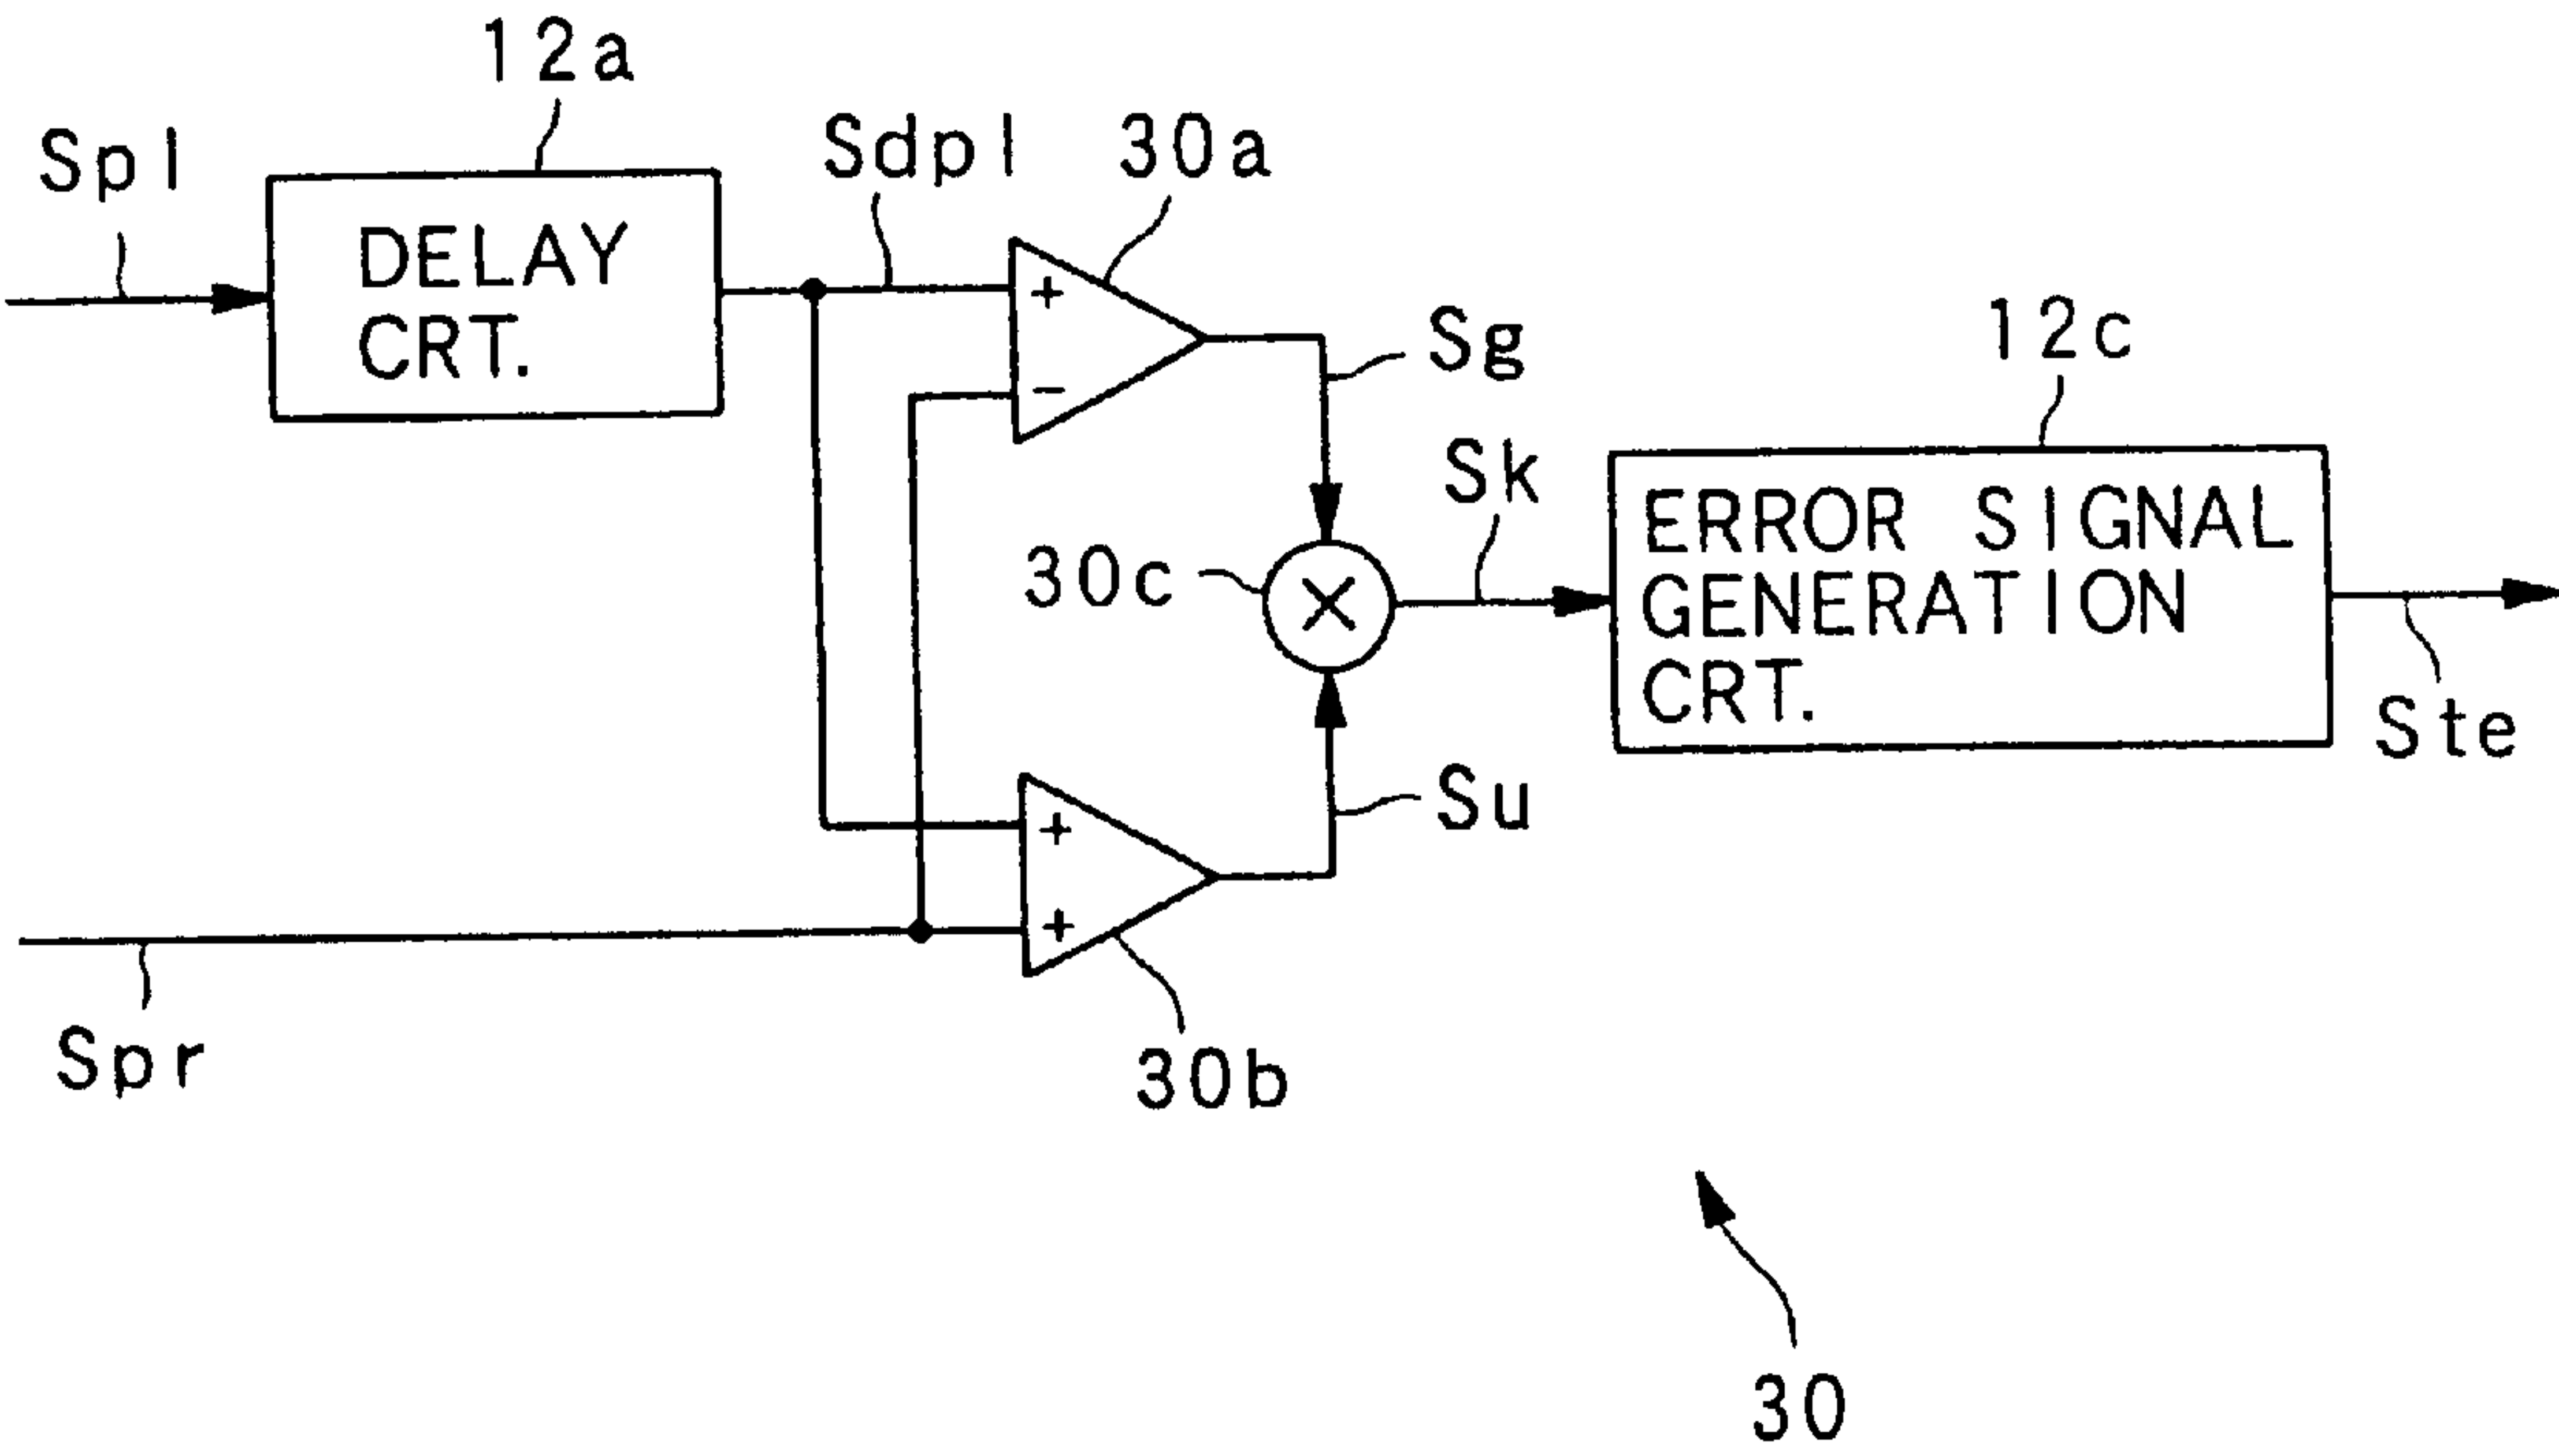 12a
Spl
DELAY
CRT.
Sdpl
30a
+
−
Sg
12c
Sk
30c
×
ERROR SIGNAL
GENERATION
CRT.
Ste
Su
+
+
Spr
30b
30